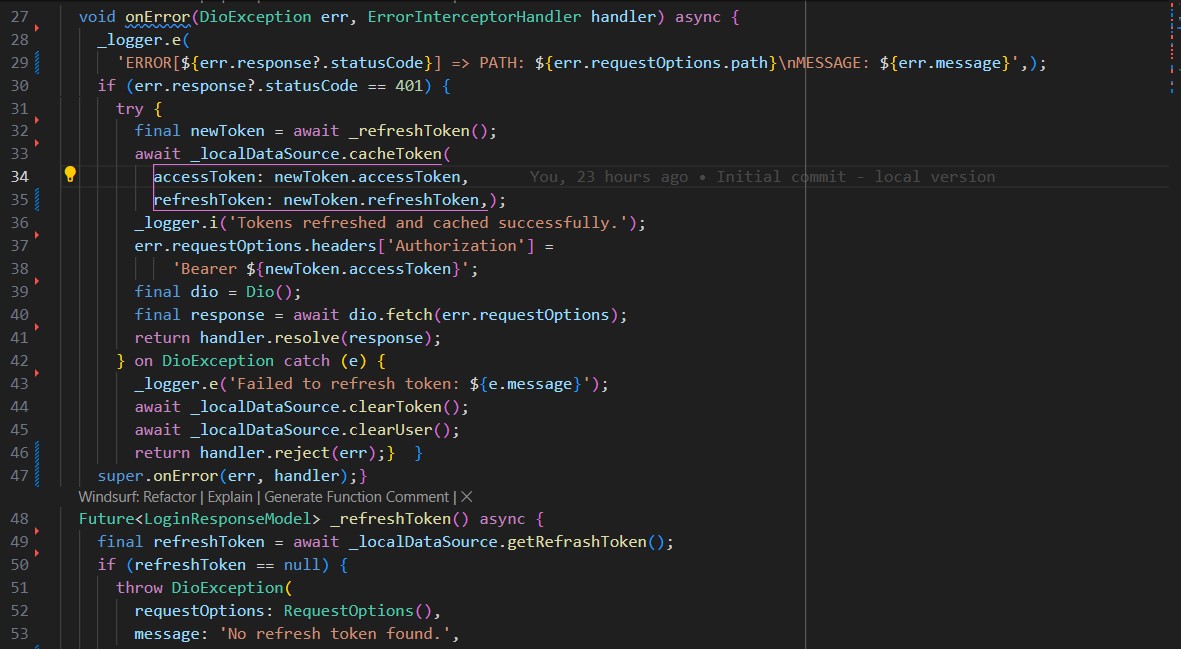 27 void onError(DioException err, ErrorInterceptorHandler handler) async {
28 _logger.e(
29 'ERROR[${err.response?.statusCode}] => PATH: ${err.requestOptions.path}\nMESSAGE: ${err.message}',);
30 if (err.response?.statusCode == 401) {
31 try {
32 final newToken = await _refreshToken();
33 await _localDataSource.cacheToken(
34 accessToken: newToken.accessToken, You, 23 hours ago • Initial commit - local version
35 refreshToken: newToken.refreshToken,);
36 _logger.i('Tokens refreshed and cached successfully.');
37 err.requestOptions.headers['Authorization'] =
38 'Bearer ${newToken.accessToken}';
39 final dio = Dio();
40 final response = await dio.fetch(err.requestOptions);
41 return handler.resolve(response);
42 } on DioException catch (e) {
43 _logger.e('Failed to refresh token: ${e.message}');
44 await _localDataSource.clearToken();
45 await _localDataSource.clearUser();
46 return handler.reject(err);} }
47 super.onError(err, handler);}
Windsurf: Refactor | Explain | Generate Function Comment | ×
48 Future<LoginResponseModel> _refreshToken() async {
49 final refreshToken = await _localDataSource.getRefrashToken();
50 if (refreshToken == null) {
51 throw DioException(
52 requestOptions: RequestOptions(),
53 message: 'No refresh token found.',